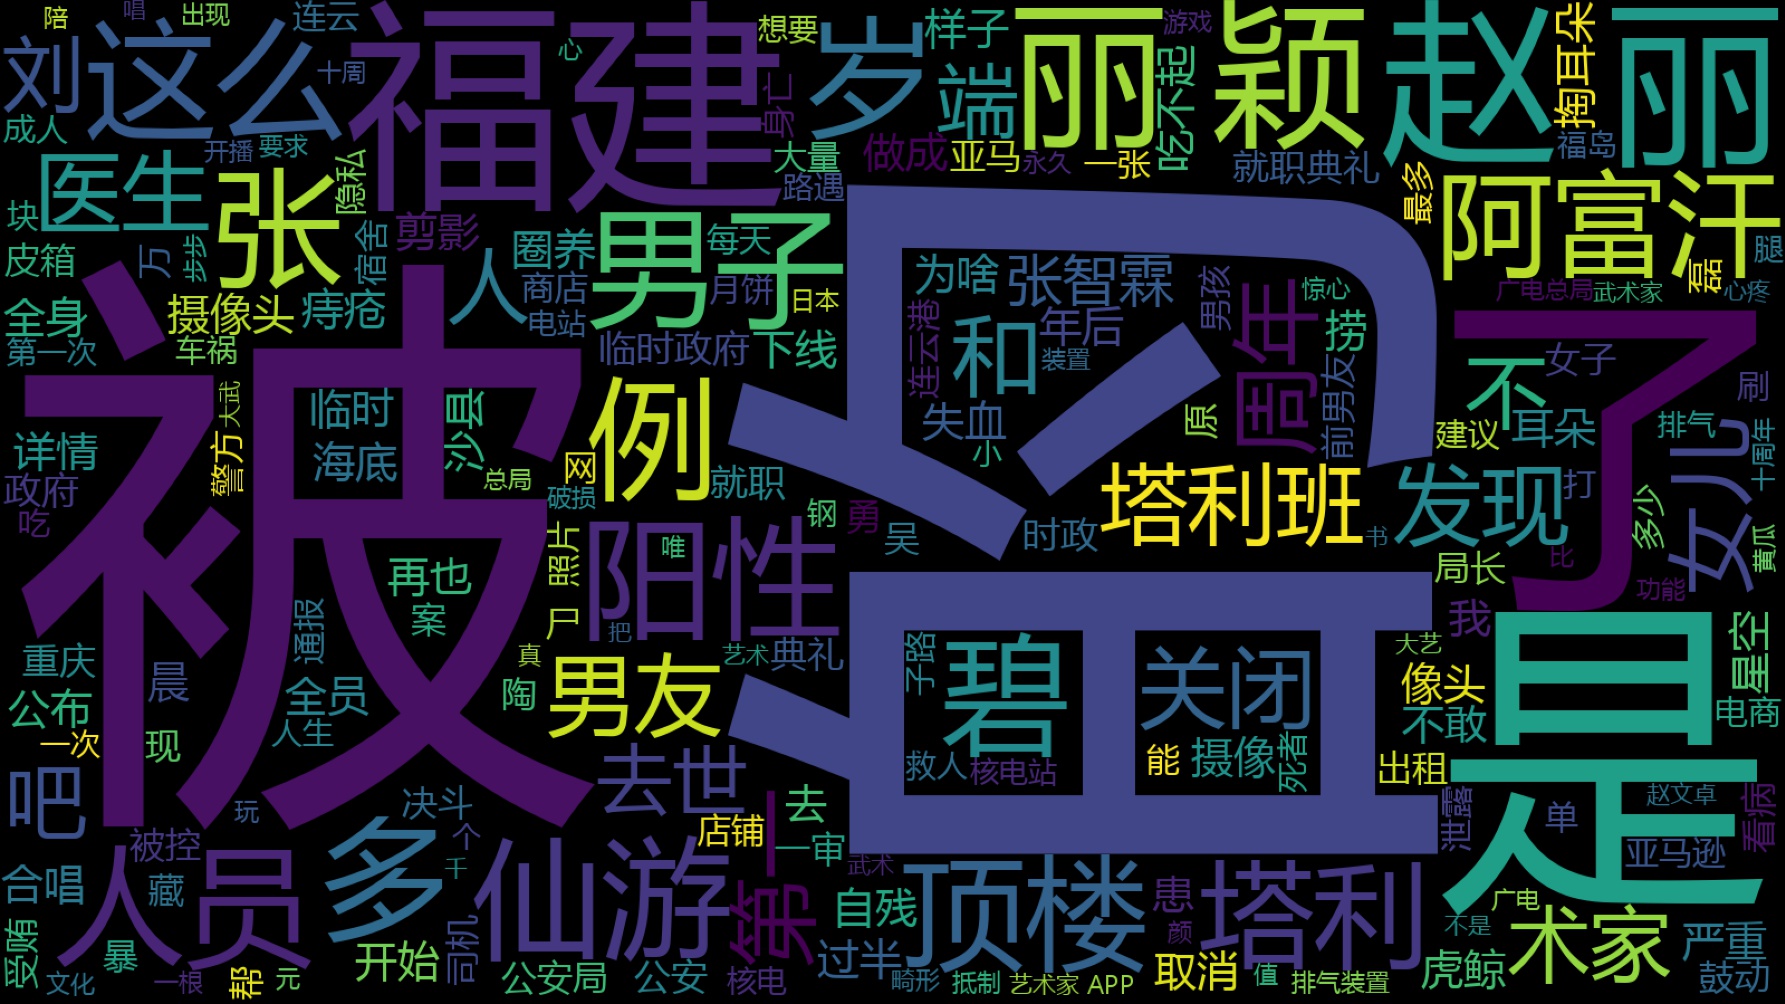 陪
唱
出现
连云
刘
这么
十周
福建
心
想要
岁
样子
端
丽颖
游戏
吃不起
赵丽
掏耳朵
成人
开播
要求
身亡
大量
做成
亚马
永久
一张
就职典礼
福岛
块
医生
张
隐私
路遇
最多
阿富汗
皮箱
万
步步
宿舍
剪影
人
圈养
男子
每天
为啥
张智霖
男孩
惊心
广电总局
武术家
磊
心疼
腿
全身
摄像头
痔疮
商店
电站
月饼
日本
第一次
车祸
临时政府
下线
连云港
和
年后
装置
周年
捞
前男友
不
女子
刷
被
临时
大武
沙县
例
失血
小
原
了
建议
耳朵
排气
女儿
十周年
详情
警方
海底
总局
囡
破损
就职
塔利班
发现
打
多少
政府
吃
钢
勇
吴
时政
书
局长
比
黄瓜
照片
唯
阳性
功能
再也
案
尸
把
岛
我
是
重庆
晨
通报
全员
真
艺术
典礼
子路
碧
关闭
大艺
像头
星空
公布
人生
陶
男友
不敢
电商
一次
现
救人
核电站
能
摄像
死者
出租
吧
玩
决斗
去世
店铺
去
泄露
单
赵文卓
看病
被控
多
个
第一
一审
亚马逊
合唱
人员
藏
千
仙游
武术
自残
顶楼
患
塔利
广电
术家
严重
受贿
暴
开始
司机
过半
颜
不是
文化
一根
帮
元
公安局
公安
核电
畸形
抵制
艺术家
APP
取消
值
排气装置
虎鲸
鼓动